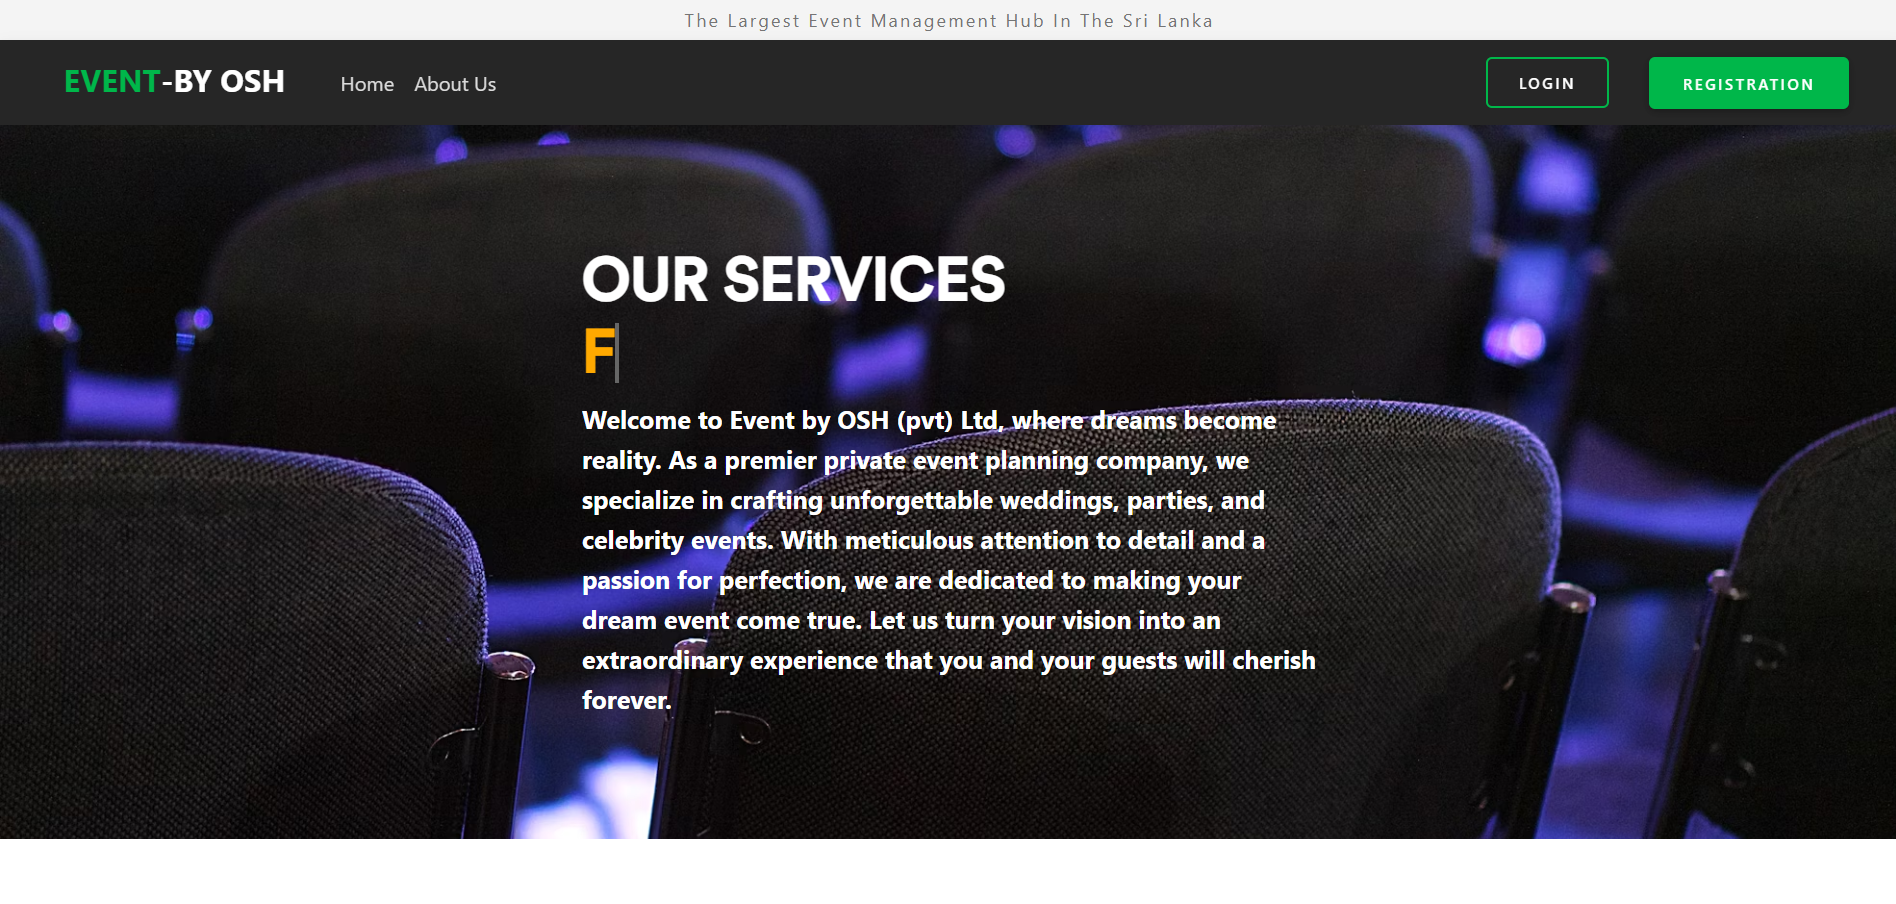 The Largest Event Management Hub In The Sri Lanka
EVENT-BY OSH
Home
About Us
LOGIN
REGISTRATION
OUR SERVICES
F
Welcome to Event by OSH (pvt) Ltd, where dreams become
reality. As a premier private event planning company, we
specialize in crafting unforgettable weddings, parties, and
celebrity events. With meticulous attention to detail and a
passion for perfection, we are dedicated to making your
dream event come true. Let us turn your vision into an
extraordinary experience that you and your guests will cherish
forever.